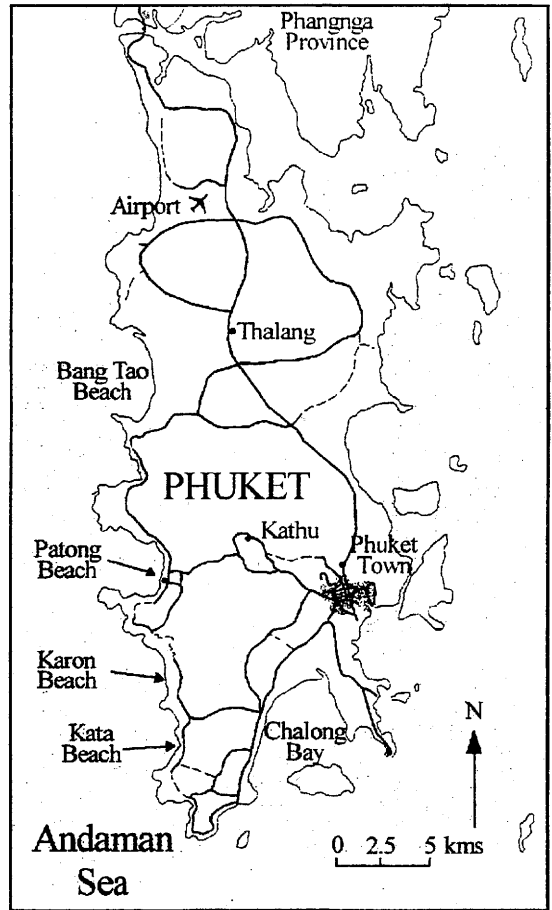 Phangnga
Province
Airport
Thalang
Bang Tao
Beach
PHUKET
Kathu
Patong
Beach
Phuket
Town
Karon
Beach
Kata
Beach
Chalong
Bay
N
Andaman
Sea
0 2.5 5 kms